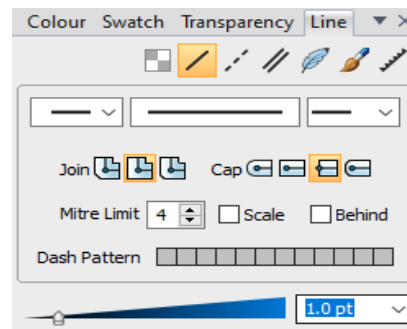 Colour Swatch Transparency Line
Join Cap
Mitre Limit 4 Scale Behind
Dash Pattern
1.0 pt